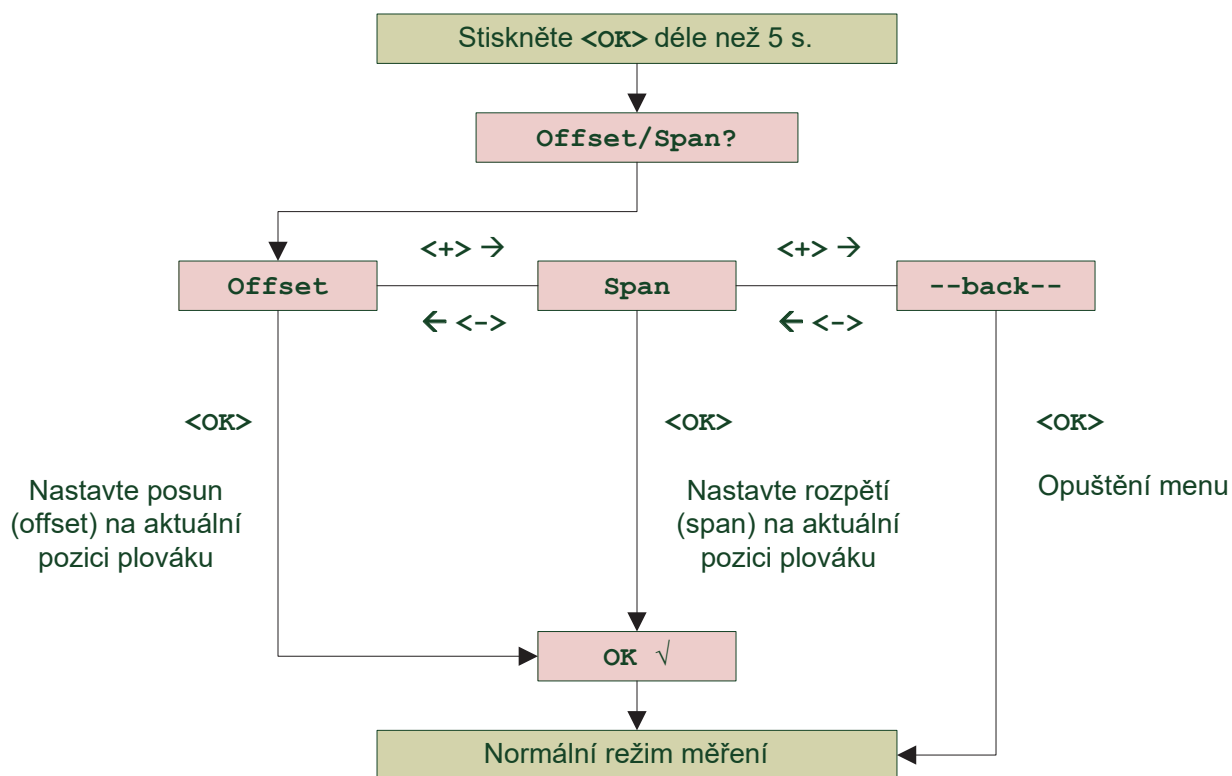 Stiskněte <OK> déle než 5 s.
Offset/Span?
<+> → <+> →
Offset Span --back--
← <-> ← <->
<OK> <OK> <OK>
Nastavte posun
(offset) na aktuální
pozici plováku
Nastavte rozpětí
(span) na aktuální
pozici plováku
Opuštění menu
OK √
Normální režim měření